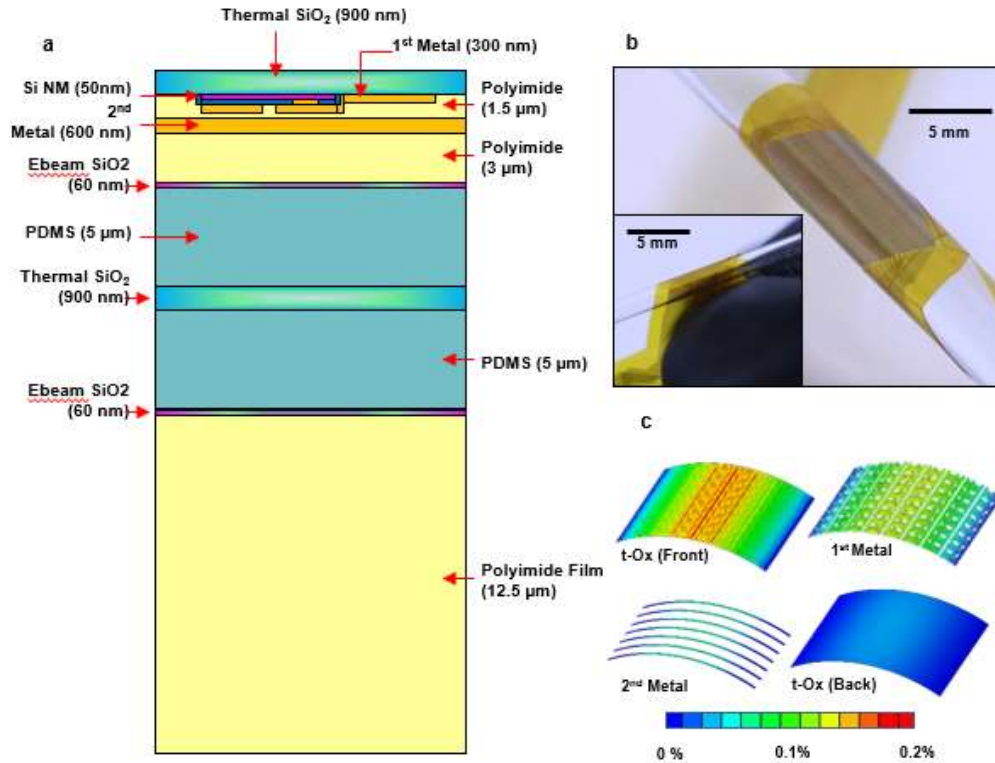 a
Thermal SiO₂ (900 nm)
1st Metal (300 nm)
Si NM (50nm)
2nd
Metal (600 nm)
Polyimide
(1.5 µm)
Polyimide
(3 µm)
Ebeam SiO2
(60 nm)
PDMS (5 µm)
Thermal SiO₂
(900 nm)
PDMS (5 µm)
Ebeam SiO2
(60 nm)
Polyimide Film
(12.5 µm)
b
5 mm
5 mm
c
t-Ox (Front)
1st Metal
2nd Metal
t-Ox (Back)
0 %
0.1%
0.2%